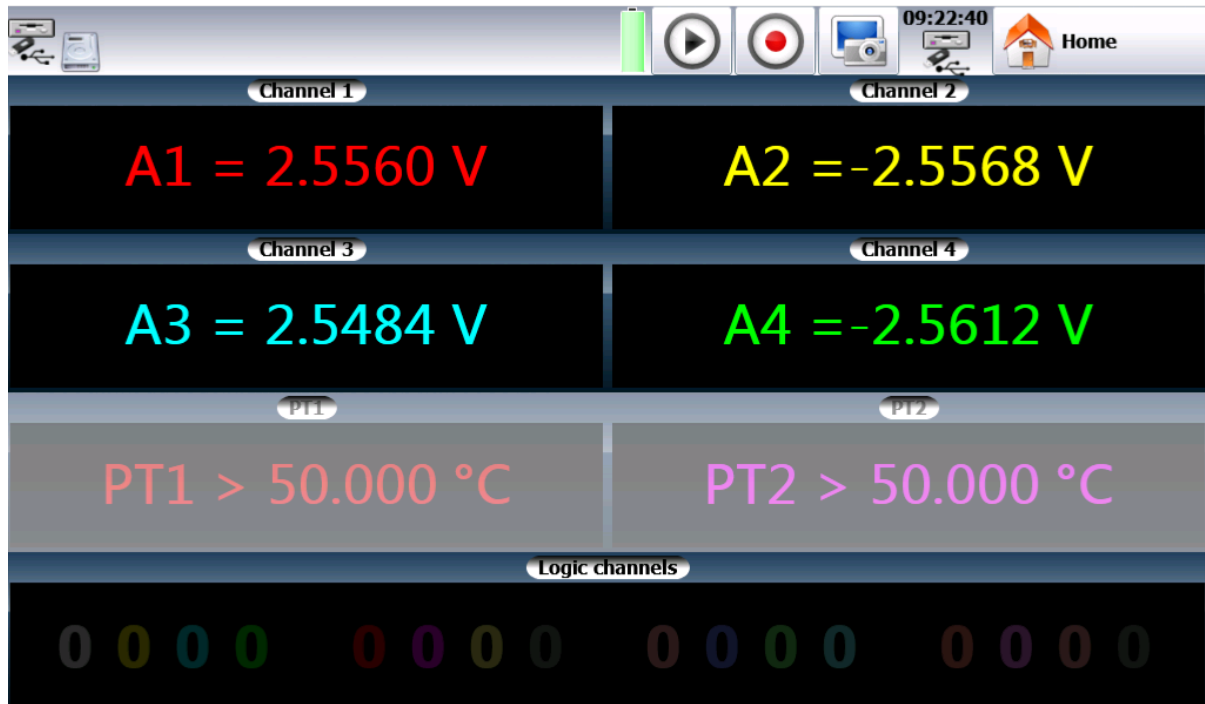 09:22:40
Home
Channel 1
Channel 2
A1 = 2.5560 V
A2 =-2.5568 V
Channel 3
Channel 4
A3 = 2.5484 V
A4 =-2.5612 V
PT1
PT2
PT1 > 50.000 °C
PT2 > 50.000 °C
Logic channels
0 0 0 0 0 0 0 0 0 0 0 0 0 0 0 0